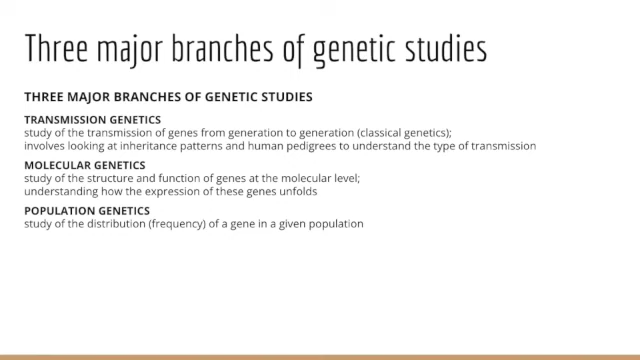 Three major branches of genetic studies
THREE MAJOR BRANCHES OF GENETIC STUDIES
TRANSMISSION GENETICS
study of the transmission of genes from generation to generation (classical genetics);
involves looking at inheritance patterns and human pedigrees to understand the type of transmission
MOLECULAR GENETICS
study of the structure and function of genes at the molecular level;
understanding how the expression of these genes unfolds
POPULATION GENETICS
study of the distribution (frequency) of a gene in a given population